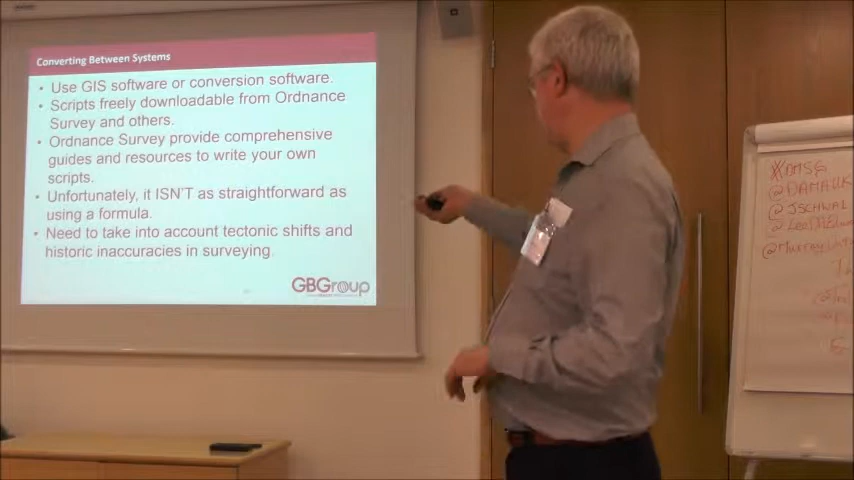 Converting Between Systems
• Use GIS software or conversion software.
• Scripts freely downloadable from Ordnance
Survey and others.
• Ordnance Survey provide comprehensive
guides and resources to write your own
scripts.
• Unfortunately, it ISN'T as straightforward as
using a formula.
• Need to take into account tectonic shifts and
historic inaccuracies in surveying.
GBGroup
@DAMAUK